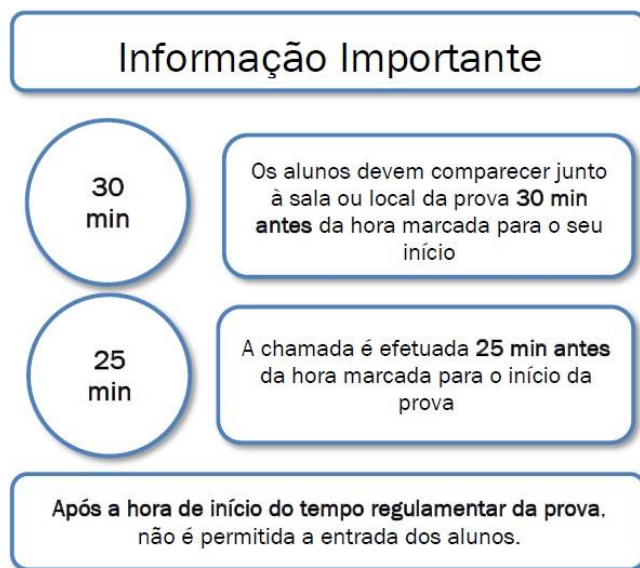 Informação Importante
30
min
Os alunos devem comparecer junto
à sala ou local da prova 30 min
antes da hora marcada para o seu
início
25
min
A chamada é efetuada 25 min antes
da hora marcada para o início da
prova
Após a hora de início do tempo regulamentar da prova,
não é permitida a entrada dos alunos.